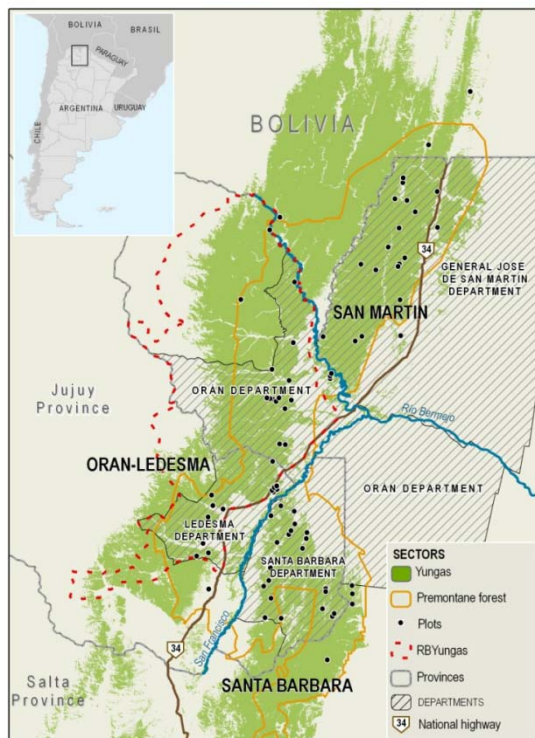 BOLIVIA
BRASIL
PARAGUAY
ARGENTINA
URUGUAY
CHILE
BOLIVIA
34
GENERAL JOSE
DE SAN MARTIN
DEPARTMENT
SAN MARTIN
ORAN DEPARTMENT
Jujuy
Province
Rio Bermejo
ORAN-LEDESMA
ORAN DEPARTMENT
LEDESMA
DEPARTMENT
SANTA BARBARA
DEPARTMENT
San Francisco
34
Salta
Province
SANTA BARBARA
SECTORS
Yungas
Premontane forest
Plots
RBYungas
Provinces
DEPARTMENTS
34 National highway